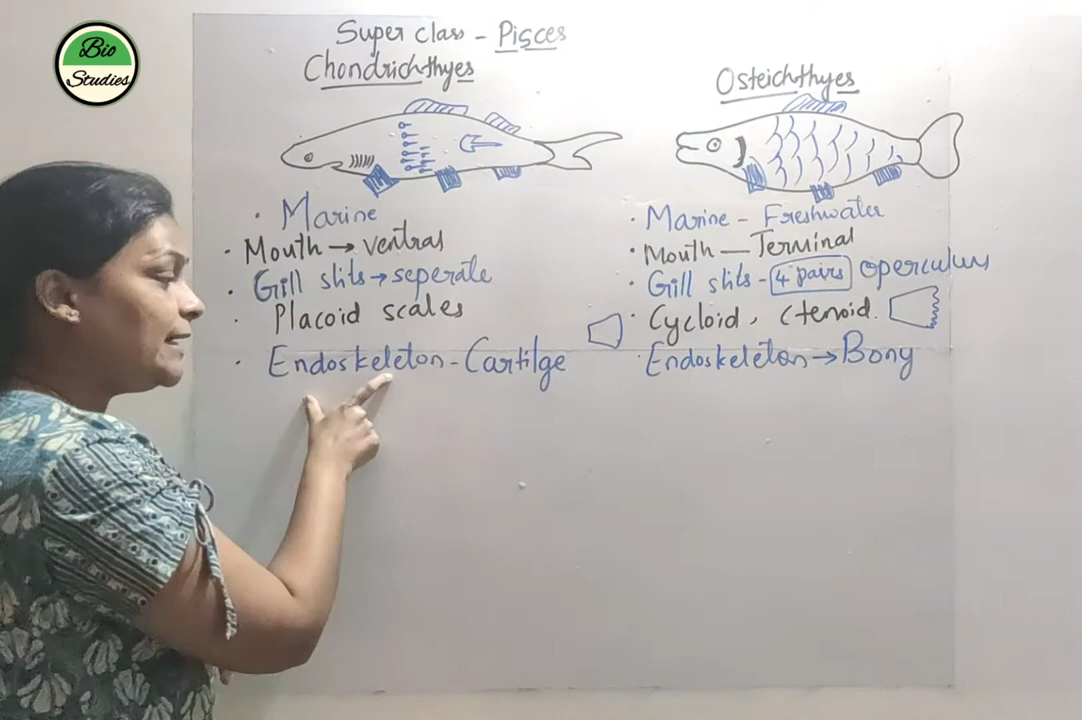 Bio
Studies
Super class - Pisces
Chondrichthyes
Marine
Mouth → ventral
Gill slits → seperate
Placoid scales
Endoskeleton - Cartilge
Osteichthyes
Marine - Freshwater
Mouth — Terminal
Gill slits - 4 pairs operculum
Cycloid, Ctenoid.
Endoskeleton → Bony